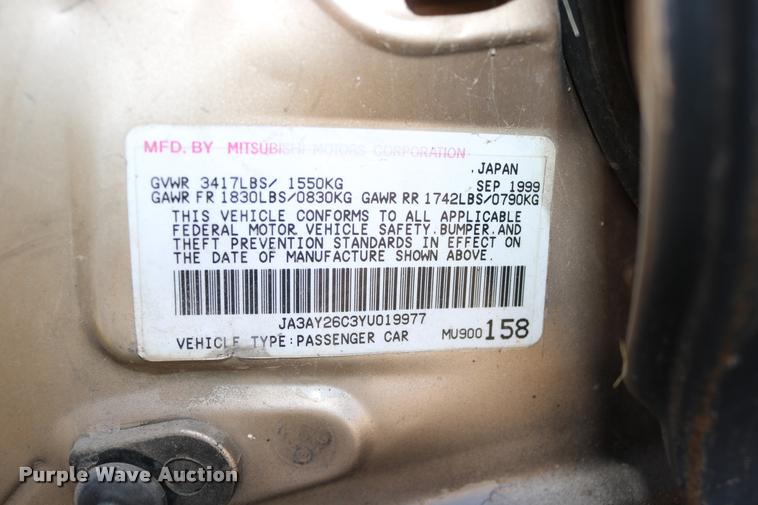 MFD. BY MITSUBISHI MOTORS CORPORATION
.JAPAN
GVWR 3417LBS/ 1550KG SEP 1999
GAWR FR 1830LBS/0830KG GAWR RR 1742LBS/0790KG
THIS VEHICLE CONFORMS TO ALL APPLICABLE
FEDERAL MOTOR VEHICLE SAFETY.BUMPER.AND
THEFT PREVENTION STANDARDS IN EFFECT ON
THE DATE OF MANUFACTURE SHOWN ABOVE.
JA3AY26C3YU019977
VEHICLE TYPE:PASSENGER CAR MU900158
Purple Wave Auction